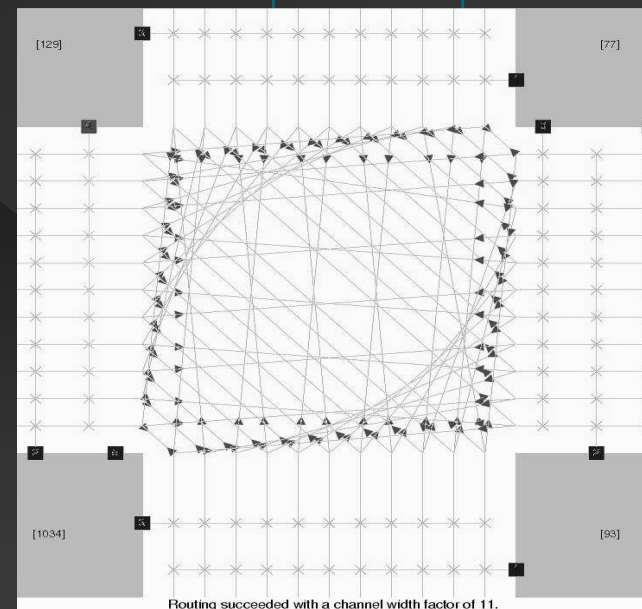 [129]
[77]
[1034]
[93]
Routing succeeded with a channel width factor of 11.